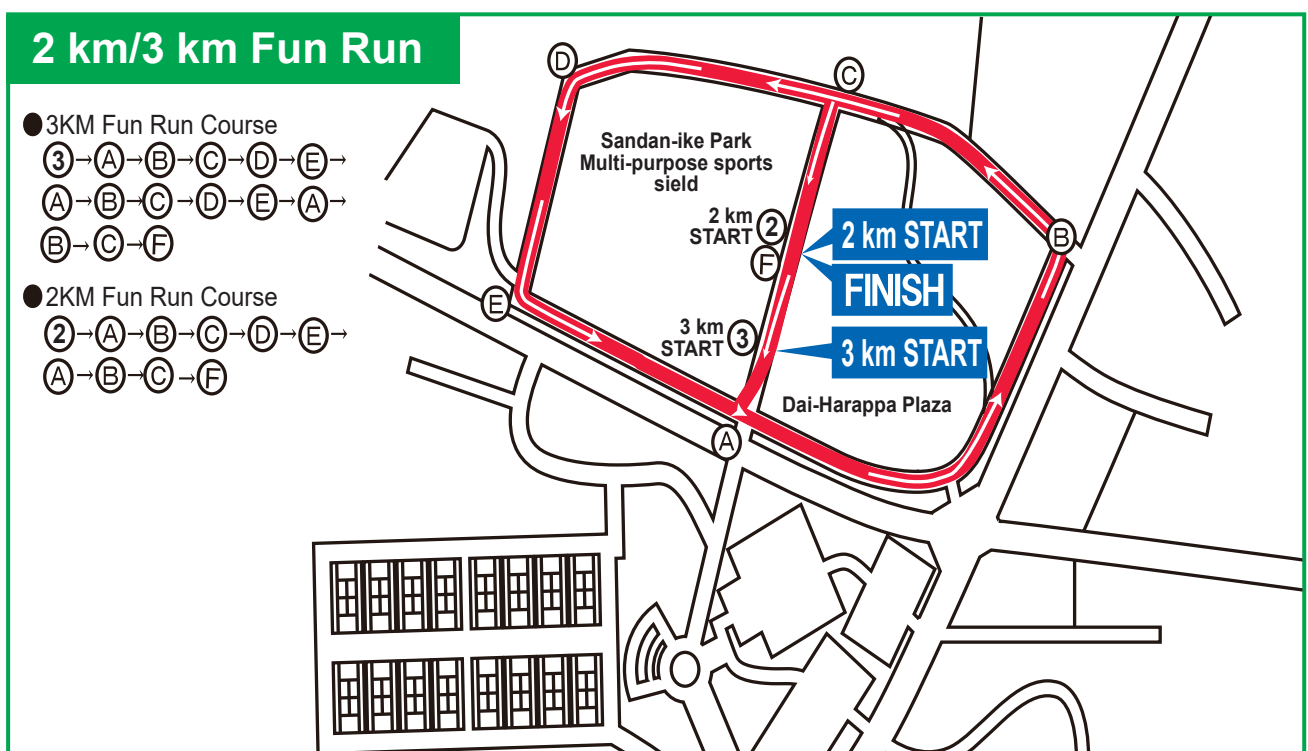 2 km/3 km Fun Run
●3KM Fun Run Course
3→A→B→C→D→E→
A→B→C→D→E→A→
B→C→F
●2KM Fun Run Course
2→A→B→C→D→E→
A→B→C→F
D
C
Sandan-ike Park
Multi-purpose sports
sield
2 km
START 2
F
2 km START
FINISH
B
E
3 km
START 3
3 km START
Dai-Harappa Plaza
A